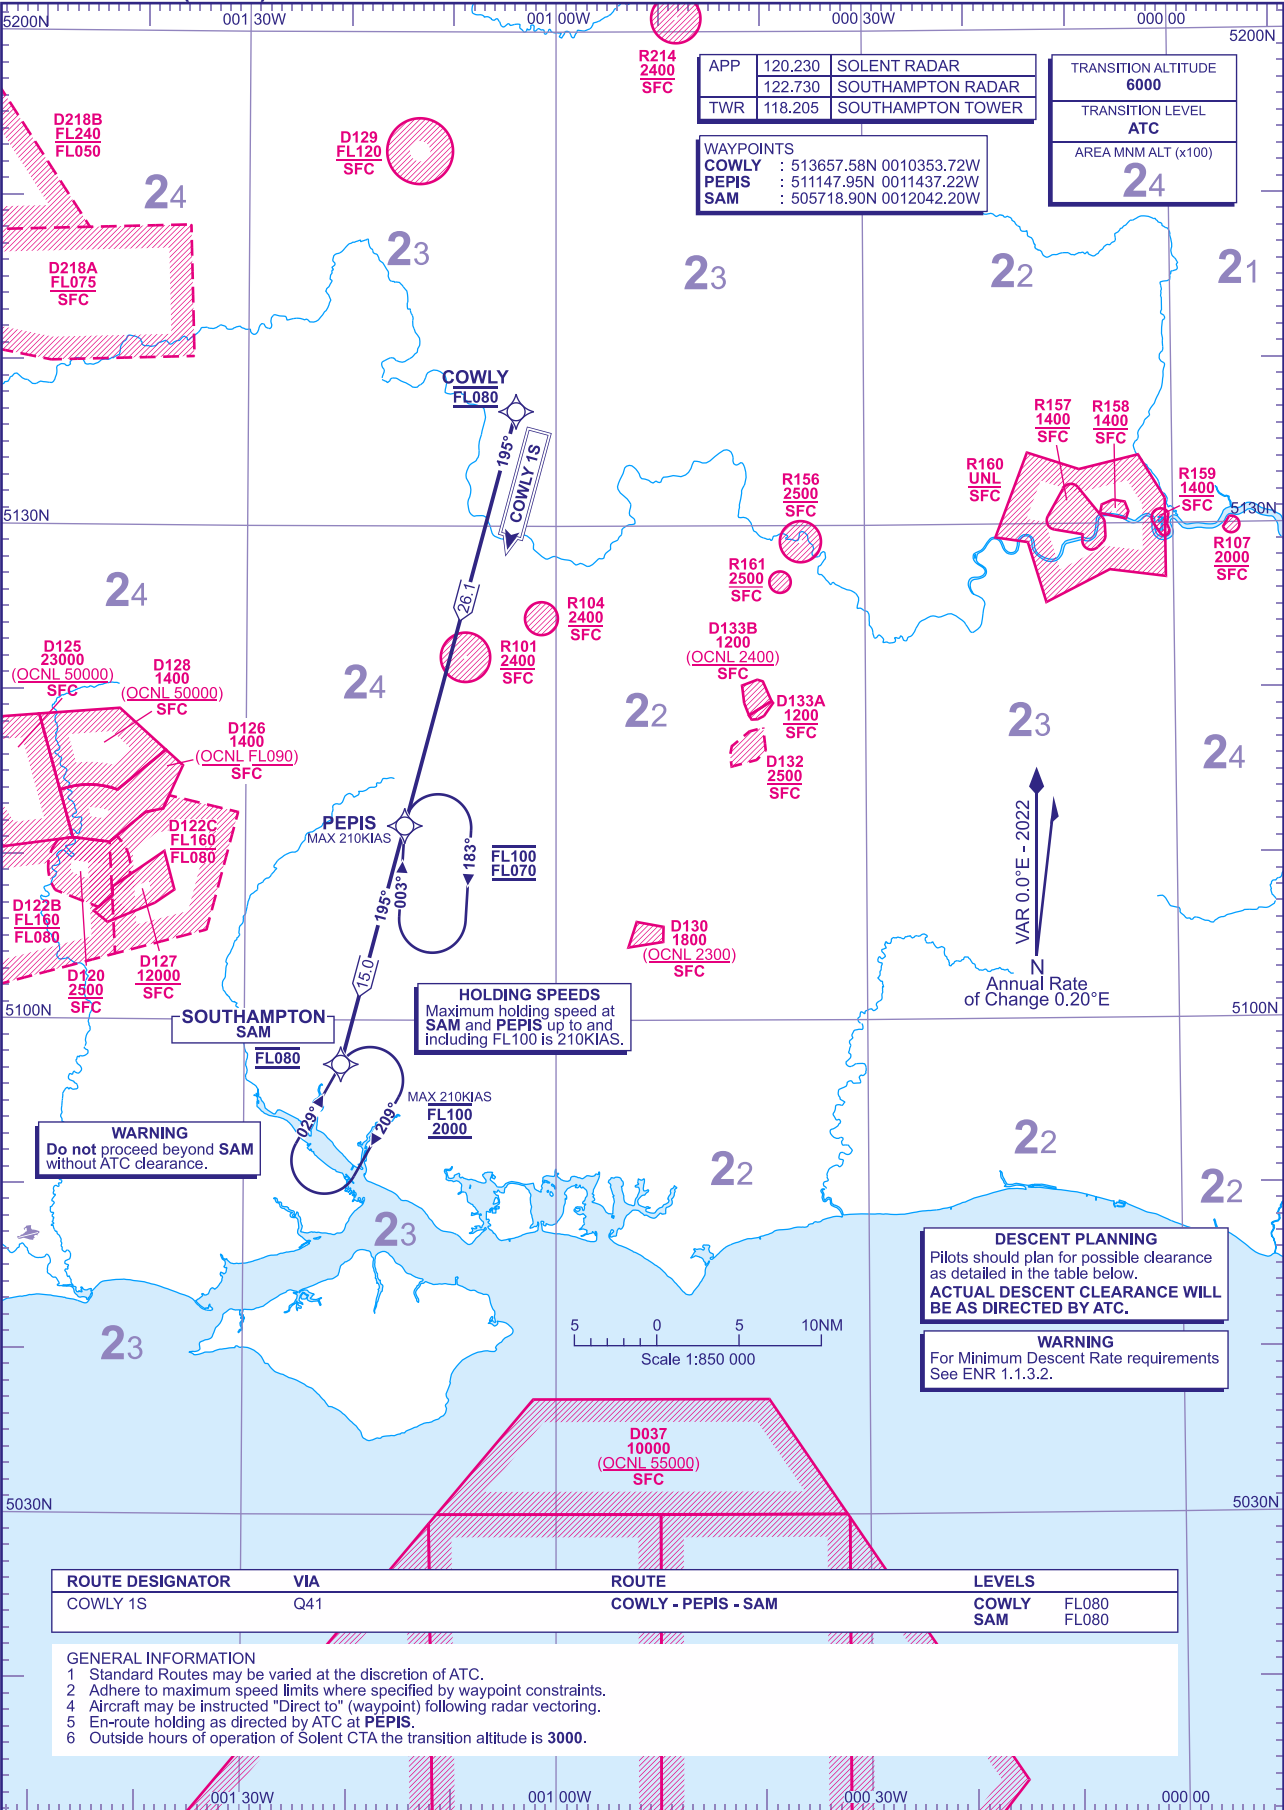 001 30W
001 00W
000 30W
000 00
5200N
5200N
R214
2400
SFC
APP 120.230 SOLENT RADAR
122.730 SOUTHAMPTON RADAR
TWR 118.205 SOUTHAMPTON TOWER
TRANSITION ALTITUDE
6000
TRANSITION LEVEL
ATC
AREA MNM ALT (x100)
24
WAYPOINTS
COWLY : 513657.58N 0010353.72W
PEPIS : 511147.95N 0011437.22W
SAM : 505718.90N 0012042.20W
D218B
FL240
FL050
D129
FL120
SFC
24
23
23
22
21
D218A
FL075
SFC
COWLY
FL080
195°
COWLY 1S
R157
1400
SFC
R158
1400
SFC
R160
UNL
SFC
R159
1400
SFC
R156
2500
SFC
5130N
5130N
R107
2000
SFC
R161
2500
SFC
24
26.1
R104
2400
SFC
R101
2400
SFC
D133B
1200
(OCNL 2400)
SFC
D125
23000
(OCNL 50000)
SFC
D128
1400
(OCNL 50000)
SFC
24
22
D133A
1200
SFC
23
24
D126
1400
(OCNL FL090)
SFC
D132
2500
SFC
PEPIS
MAX 210KIAS
D122C
FL160
FL080
183°
003°
195°
FL100
FL070
VAR 0.0°E - 2022
N
Annual Rate
of Change 0.20°E
D122B
FL160
FL080
D130
1800
(OCNL 2300)
SFC
D120
2500
SFC
D127
12000
SFC
15.0
HOLDING SPEEDS
Maximum holding speed at
SAM and PEPIS up to and
including FL100 is 210KIAS.
5100N
5100N
SOUTHAMPTON
SAM
FL080
029°
209°
MAX 210KIAS
FL100
2000
WARNING
Do not proceed beyond SAM
without ATC clearance.
22
22
22
23
23
DESCENT PLANNING
Pilots should plan for possible clearance
as detailed in the table below.
ACTUAL DESCENT CLEARANCE WILL
BE AS DIRECTED BY ATC.
5 0 5 10NM
Scale 1:850 000
WARNING
For Minimum Descent Rate requirements
See ENR 1.1.3.2.
D037
10000
(OCNL 55000)
SFC
5030N
5030N
ROUTE DESIGNATOR VIA ROUTE LEVELS
COWLY 1S Q41 COWLY - PEPIS - SAM COWLY FL080
SAM FL080
GENERAL INFORMATION
1 Standard Routes may be varied at the discretion of ATC.
2 Adhere to maximum speed limits where specified by waypoint constraints.
4 Aircraft may be instructed "Direct to" (waypoint) following radar vectoring.
5 En-route holding as directed by ATC at PEPIS.
6 Outside hours of operation of Solent CTA the transition altitude is 3000.
001 30W
001 00W
000 30W
000 00